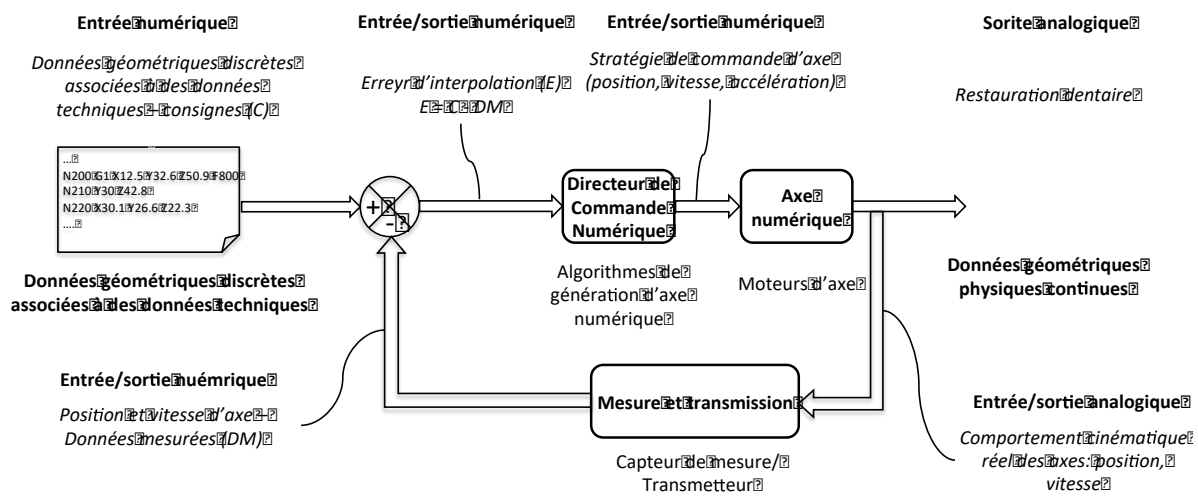 Entrée numérique
Données géométriques discrètes
associées à des données
techniques – consignes (C)
Entrée/sortie numérique
Erreyr d'interpolation (E)
E = C - DM
Entrée/sortie numérique
Stratégie de commande d'axe
(position, vitesse, accélération)
Sorite analogique
Restauration dentaire
...
N200 G1 X12.5 Y32.6 Z50.9 F800
N210 Y30 Z42.8
N220 X30.1 Y26.6 Z22.3
....
+
-
Directeur de
Commande
Numérique
Axe
numérique
Données géométriques discrètes
associées à des données techniques
Algorithmes de
génération d'axe
numérique
Moteurs d'axe
Données géométriques
physiques continues
Entrée/sortie nuémrique
Position et vitesse d'axe –
Données mesurées (DM)
Mesure et transmission
Capteur de mesure/
Transmetteur
Entrée/sortie analogique
Comportement cinématique
réel des axes: position,
vitesse